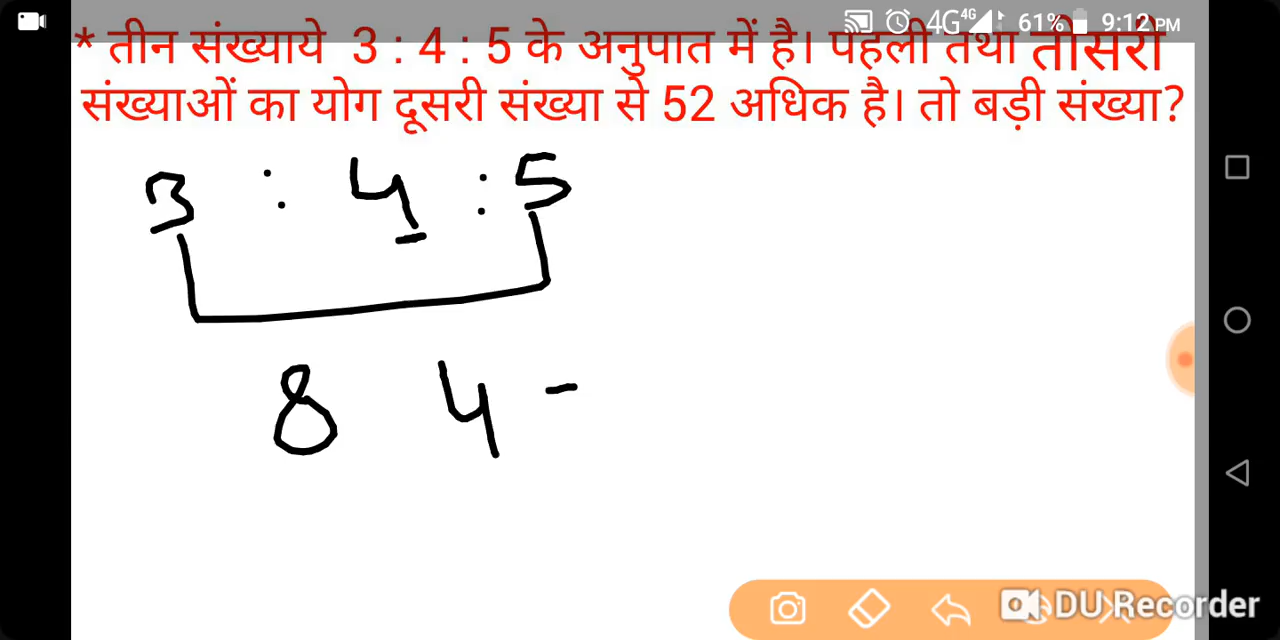 4G 4G 61% 9:12 PM
* तीन संख्याये 3 : 4 : 5 के अनुपात में है। पहली तथा तीसरी
संख्याओं का योग दूसरी संख्या से 52 अधिक है। तो बड़ी संख्या?
3 : 4 : 5
8 4 -
DU Recorder